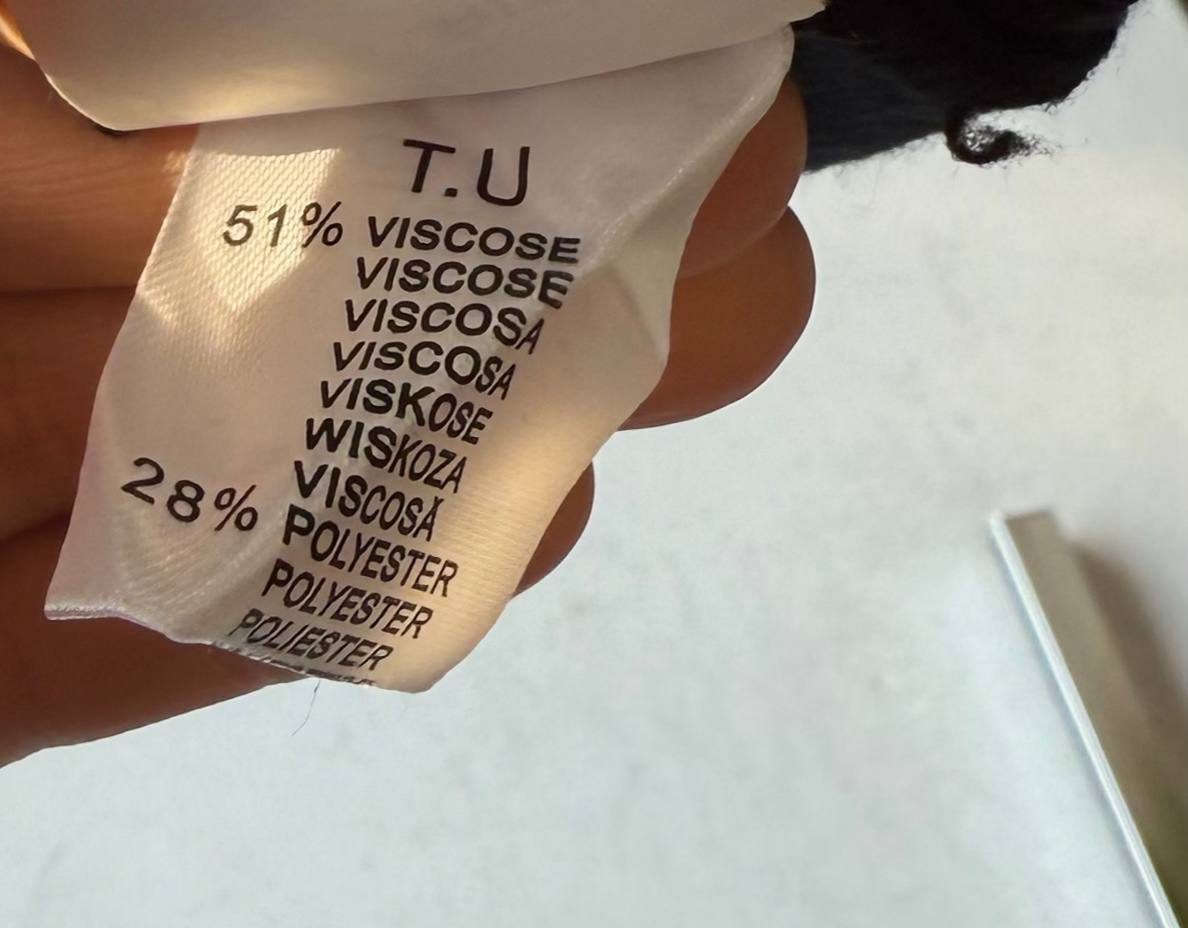 T.U
51% VISCOSE
VISCOSE
VISCOSA
VISCOSA
VISKOSE
WISKOZA
VISCOSĂ
28% POLYESTER
POLYESTER
POLIESTER